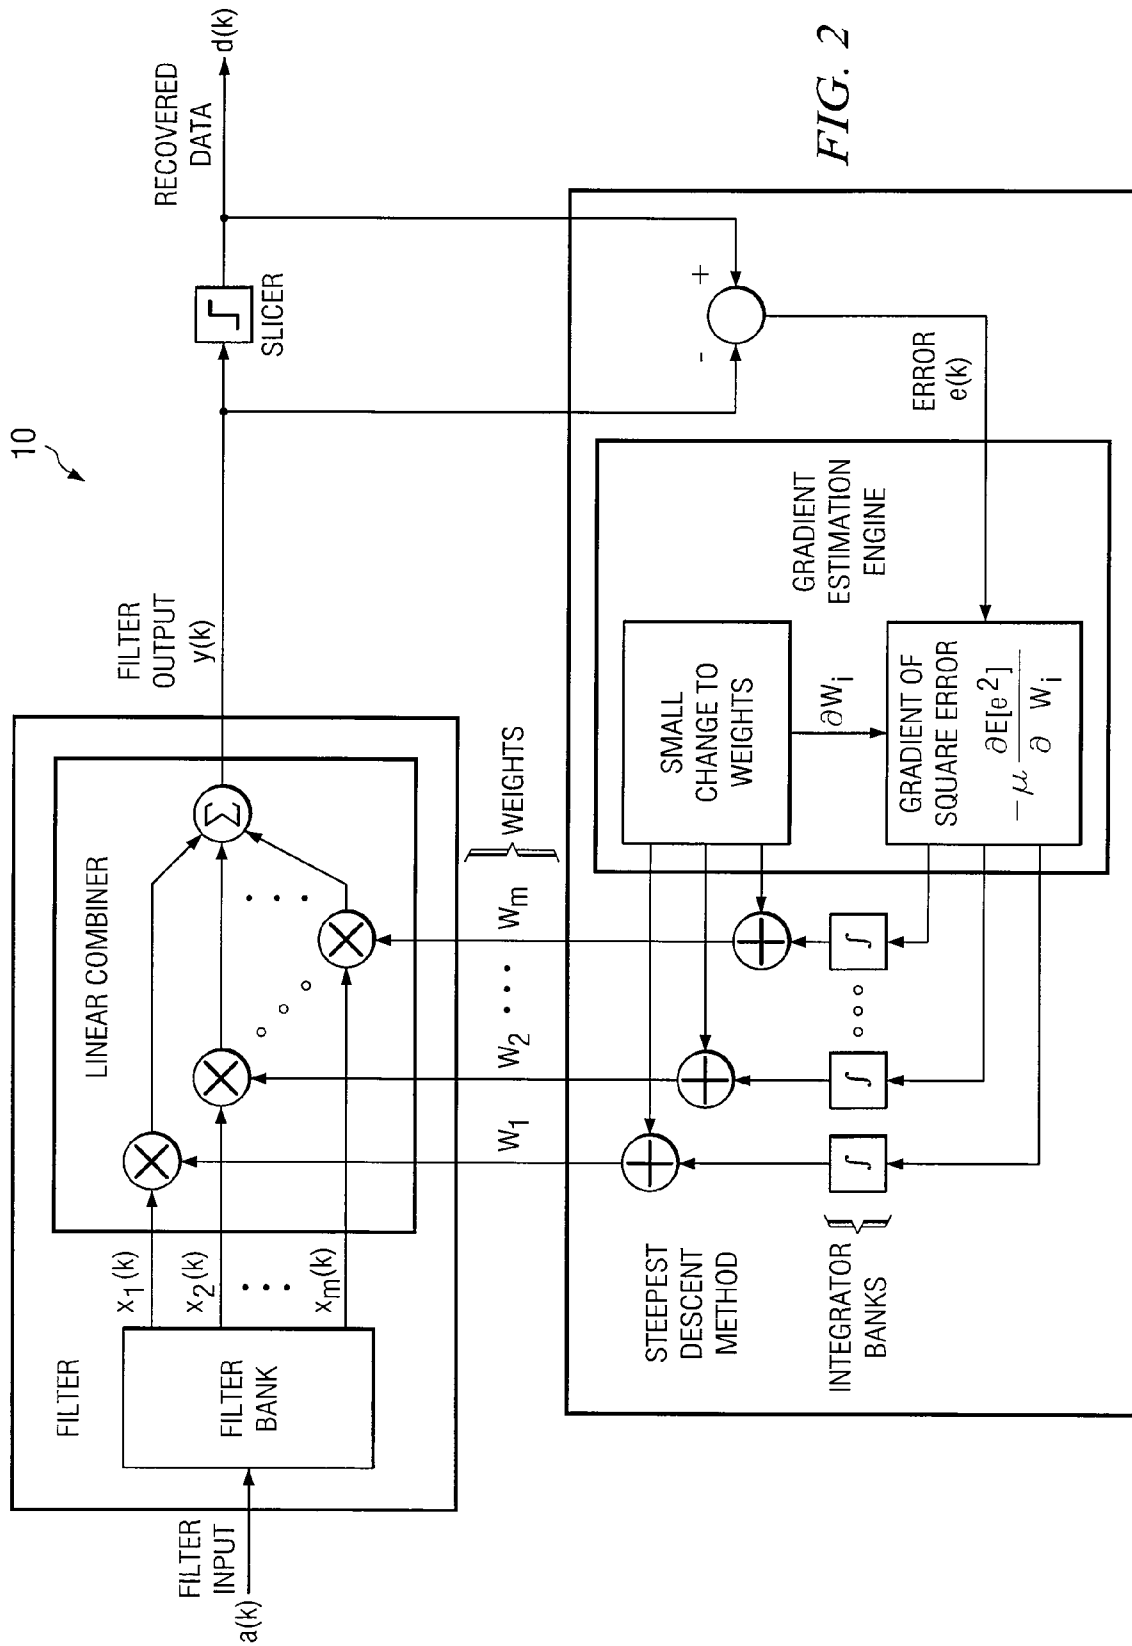 10
FILTER
INPUT
a(k)
FILTER
FILTER
BANK
x1(k)
x2(k)
• • •
xm(k)
LINEAR COMBINER
Σ
FILTER
OUTPUT
y(k)
SLICER
RECOVERED
DATA
d(k)
W1
W2
• • •
Wm
WEIGHTS
STEEPEST
DESCENT
METHOD
INTEGRATOR
BANKS
∫
∫
∫
SMALL
CHANGE TO
WEIGHTS
∂Wi
GRADIENT OF
SQUARE ERROR
−μ ∂E[e²] / ∂ Wi
GRADIENT
ESTIMATION
ENGINE
- +
ERROR
e(k)
FIG. 2